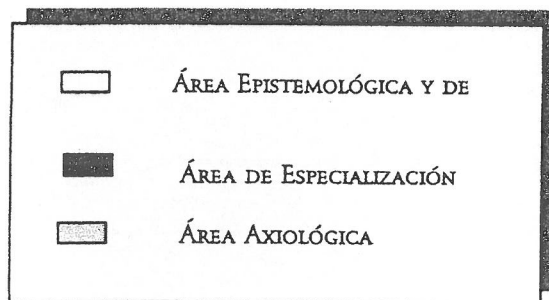 ÁREA EPISTEMOLÓGICA Y DE
ÁREA DE ESPECIALIZACIÓN
ÁREA AXIOLÓGICA